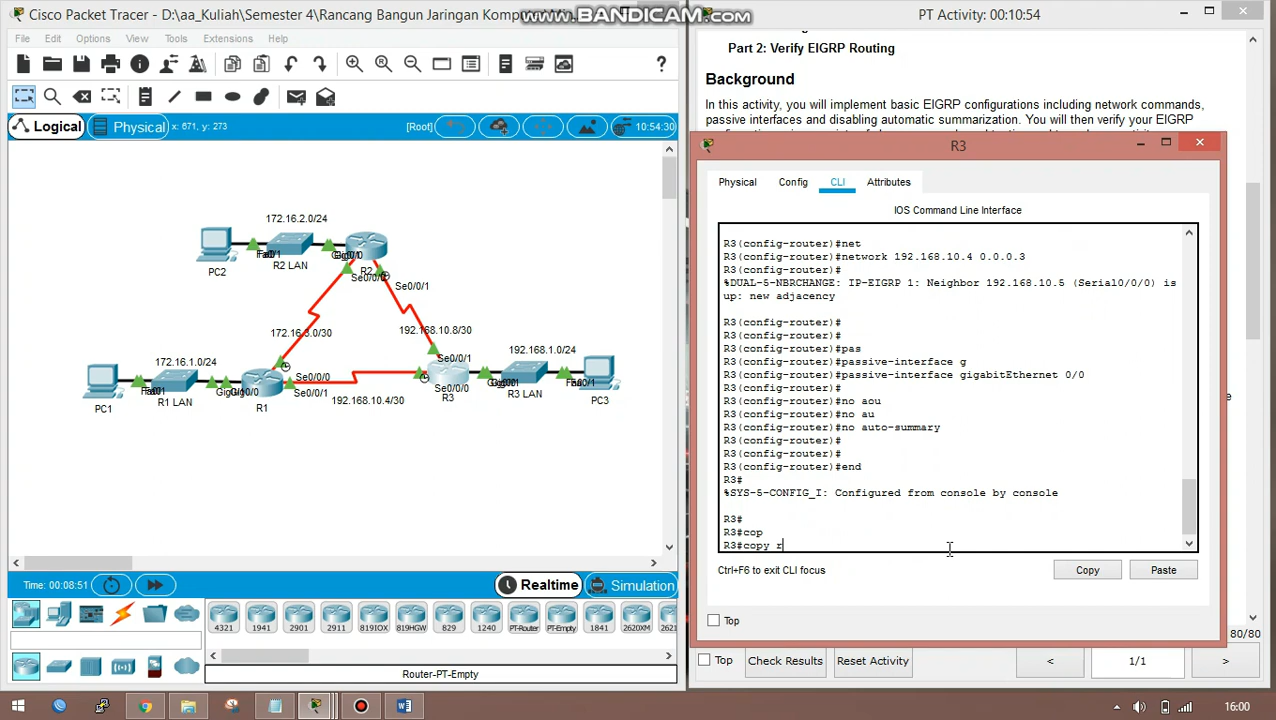 Cisco Packet Tracer - D:\aa_Kuliah\Semester 4\Rancang Bangun Jaringan Komp
www.BANDICAM.com
PT Activity: 00:10:54
File Edit Options View Tools Extensions Help
Logical
Physical
x: 671, y: 273
[Root]
10:54:30
172.16.2.0/24
PC2
R2 LAN
R2
Se0/0/0
Se0/0/1
172.16.3.0/30
192.168.10.8/30
172.16.1.0/24
192.168.1.0/24
Se0/0/1
PC1
R1 LAN
R1
Se0/0/0
Se0/0/1
192.168.10.4/30
Se0/0/0
R3
R3 LAN
PC3
Time: 00:08:51
Realtime
Simulation
4321 1941 2901 2911 819IOX 819HGW 829 1240 PT-Router PT-Empty 1841 2620XM 2621
Router-PT-Empty
Part 2: Verify EIGRP Routing
Background
In this activity, you will implement basic EIGRP configurations including network commands,
passive interfaces and disabling automatic summarization. You will then verify your EIGRP
R3
Physical Config CLI Attributes
IOS Command Line Interface
R3(config-router)#net
R3(config-router)#network 192.168.10.4 0.0.0.3
R3(config-router)#
%DUAL-5-NBRCHANGE: IP-EIGRP 1: Neighbor 192.168.10.5 (Serial0/0/0) is
up: new adjacency
R3(config-router)#
R3(config-router)#
R3(config-router)#pas
R3(config-router)#passive-interface g
R3(config-router)#passive-interface gigabitEthernet 0/0
R3(config-router)#
R3(config-router)#no aou
R3(config-router)#no au
R3(config-router)#no auto-summary
R3(config-router)#
R3(config-router)#
R3(config-router)#end
R3#
%SYS-5-CONFIG_I: Configured from console by console
R3#
R3#cop
R3#copy r
Ctrl+F6 to exit CLI focus
Copy
Paste
Top
80/80
Top
Check Results
Reset Activity
<
1/1
>
16:00